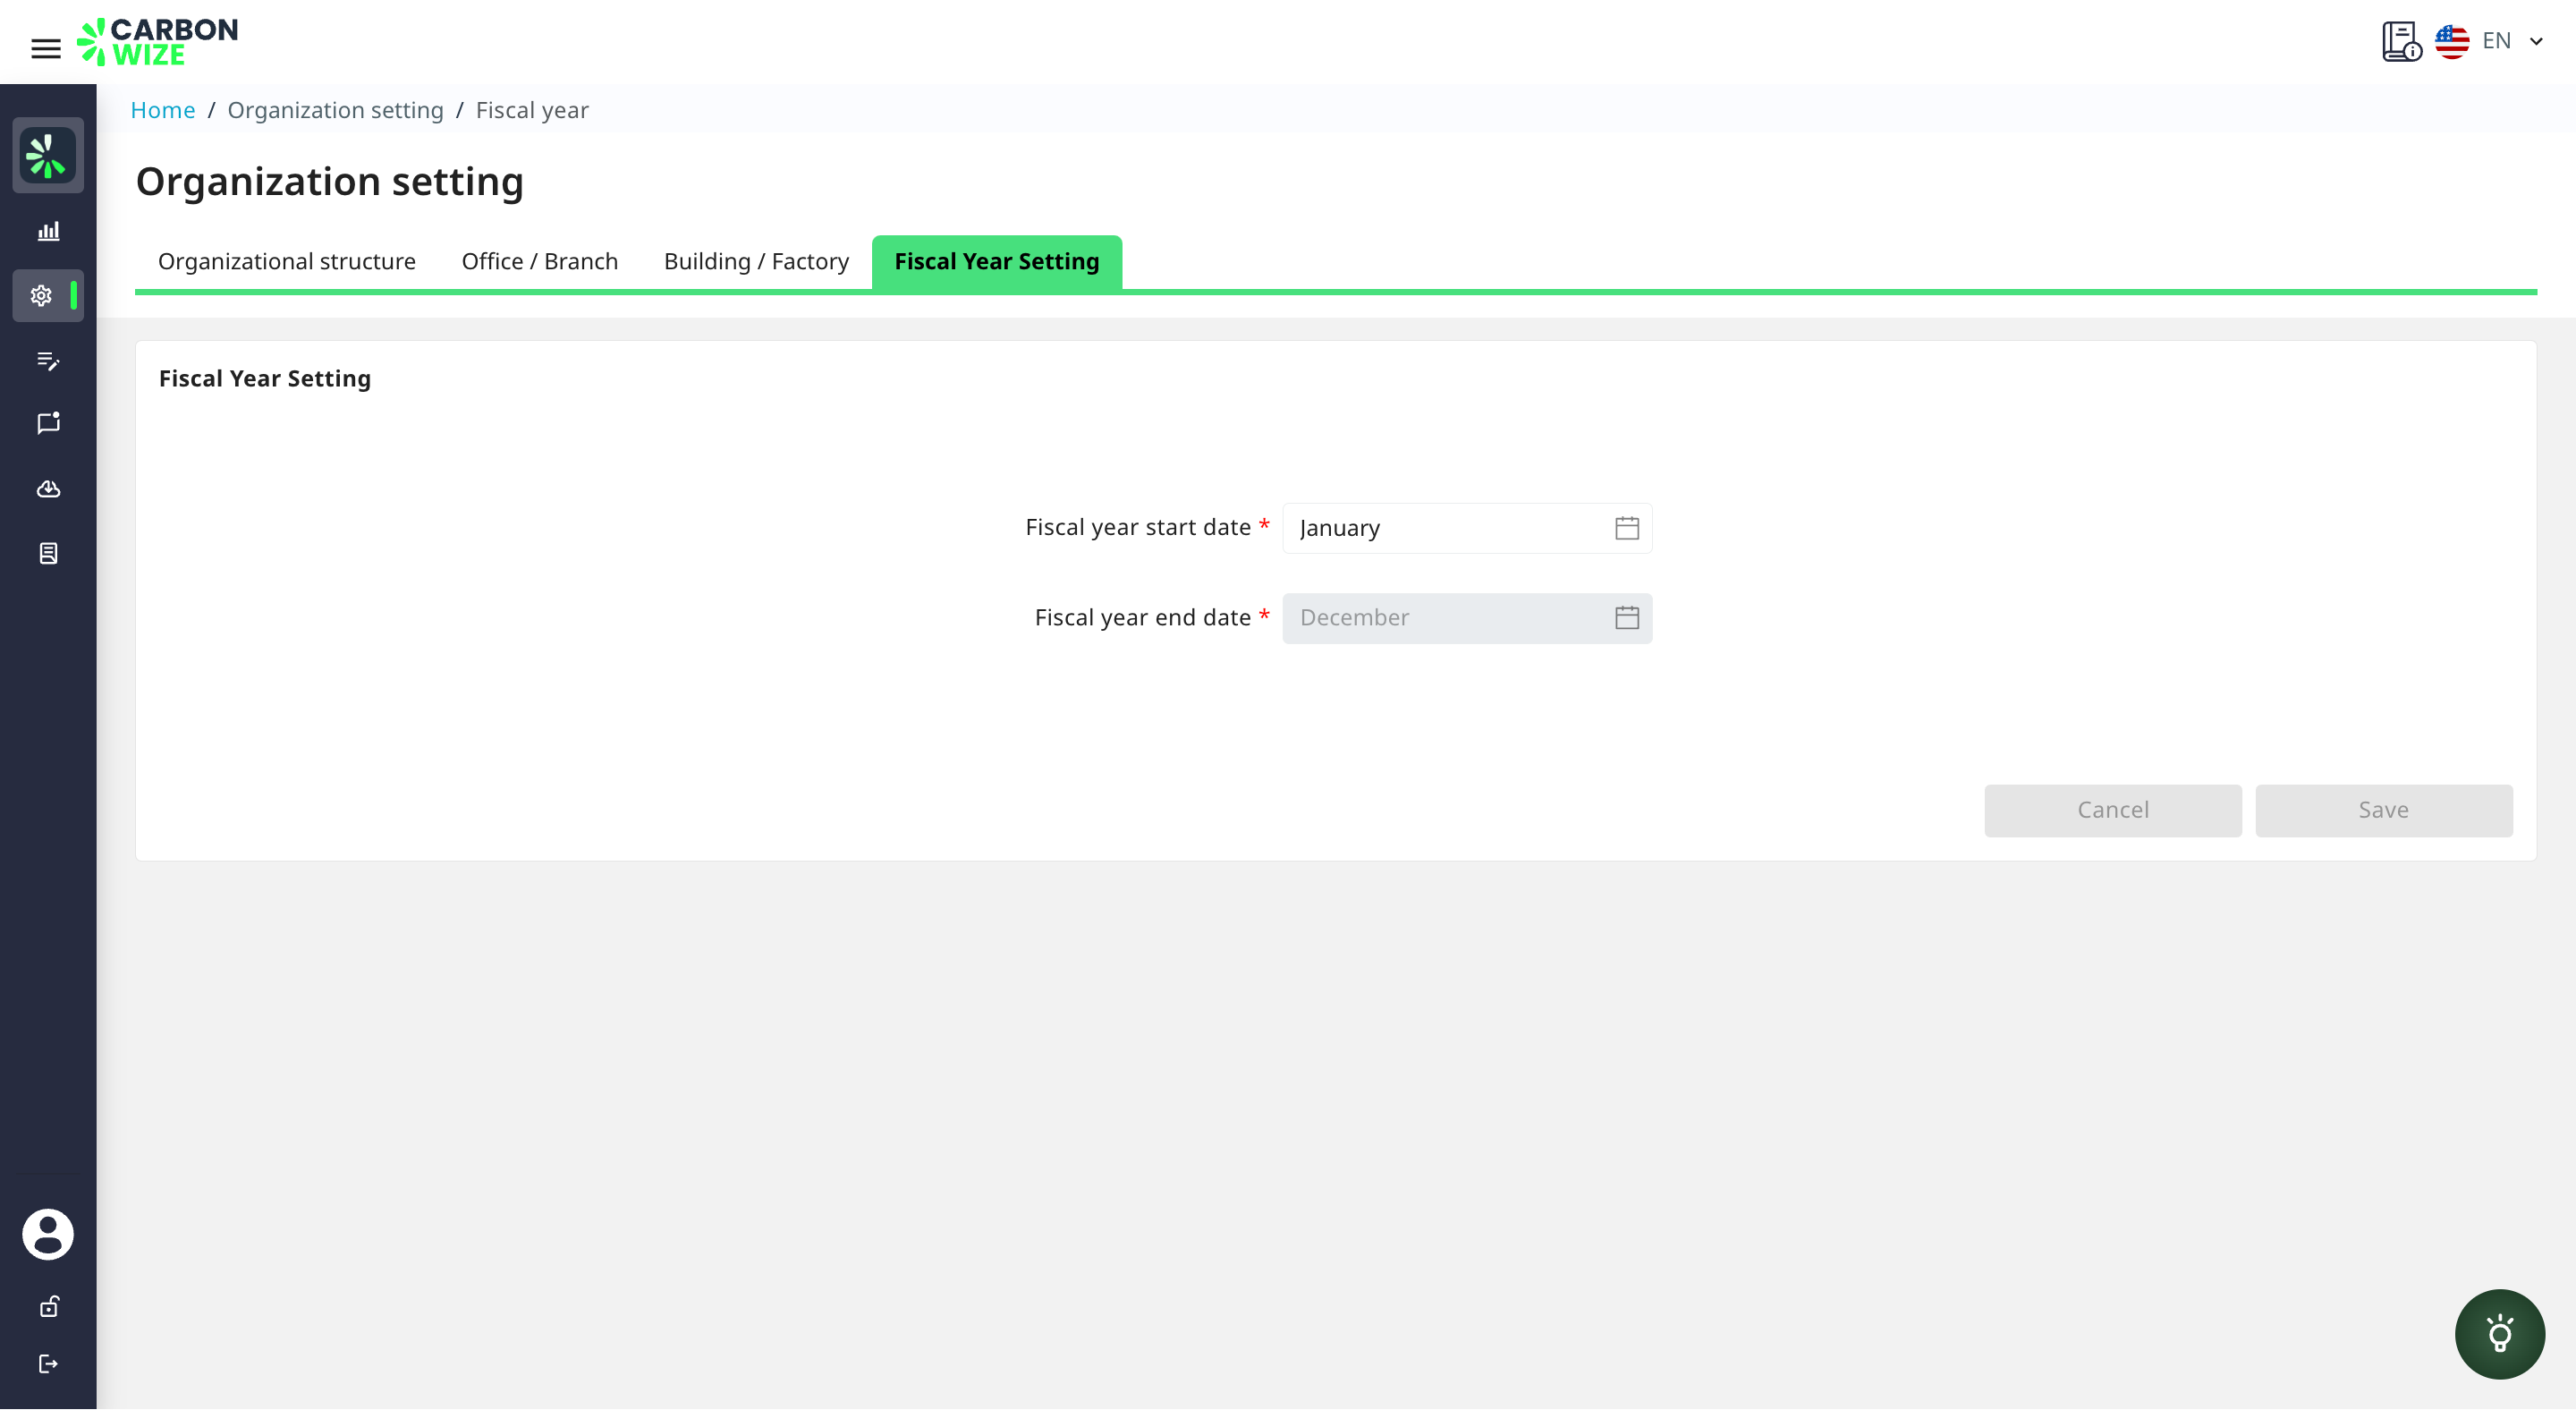 CARBON
WIZE
EN
Home / Organization setting / Fiscal year
Organization setting
Organizational structure
Office / Branch
Building / Factory
Fiscal Year Setting
Fiscal Year Setting
Fiscal year start date * January
Fiscal year end date * December
Cancel
Save